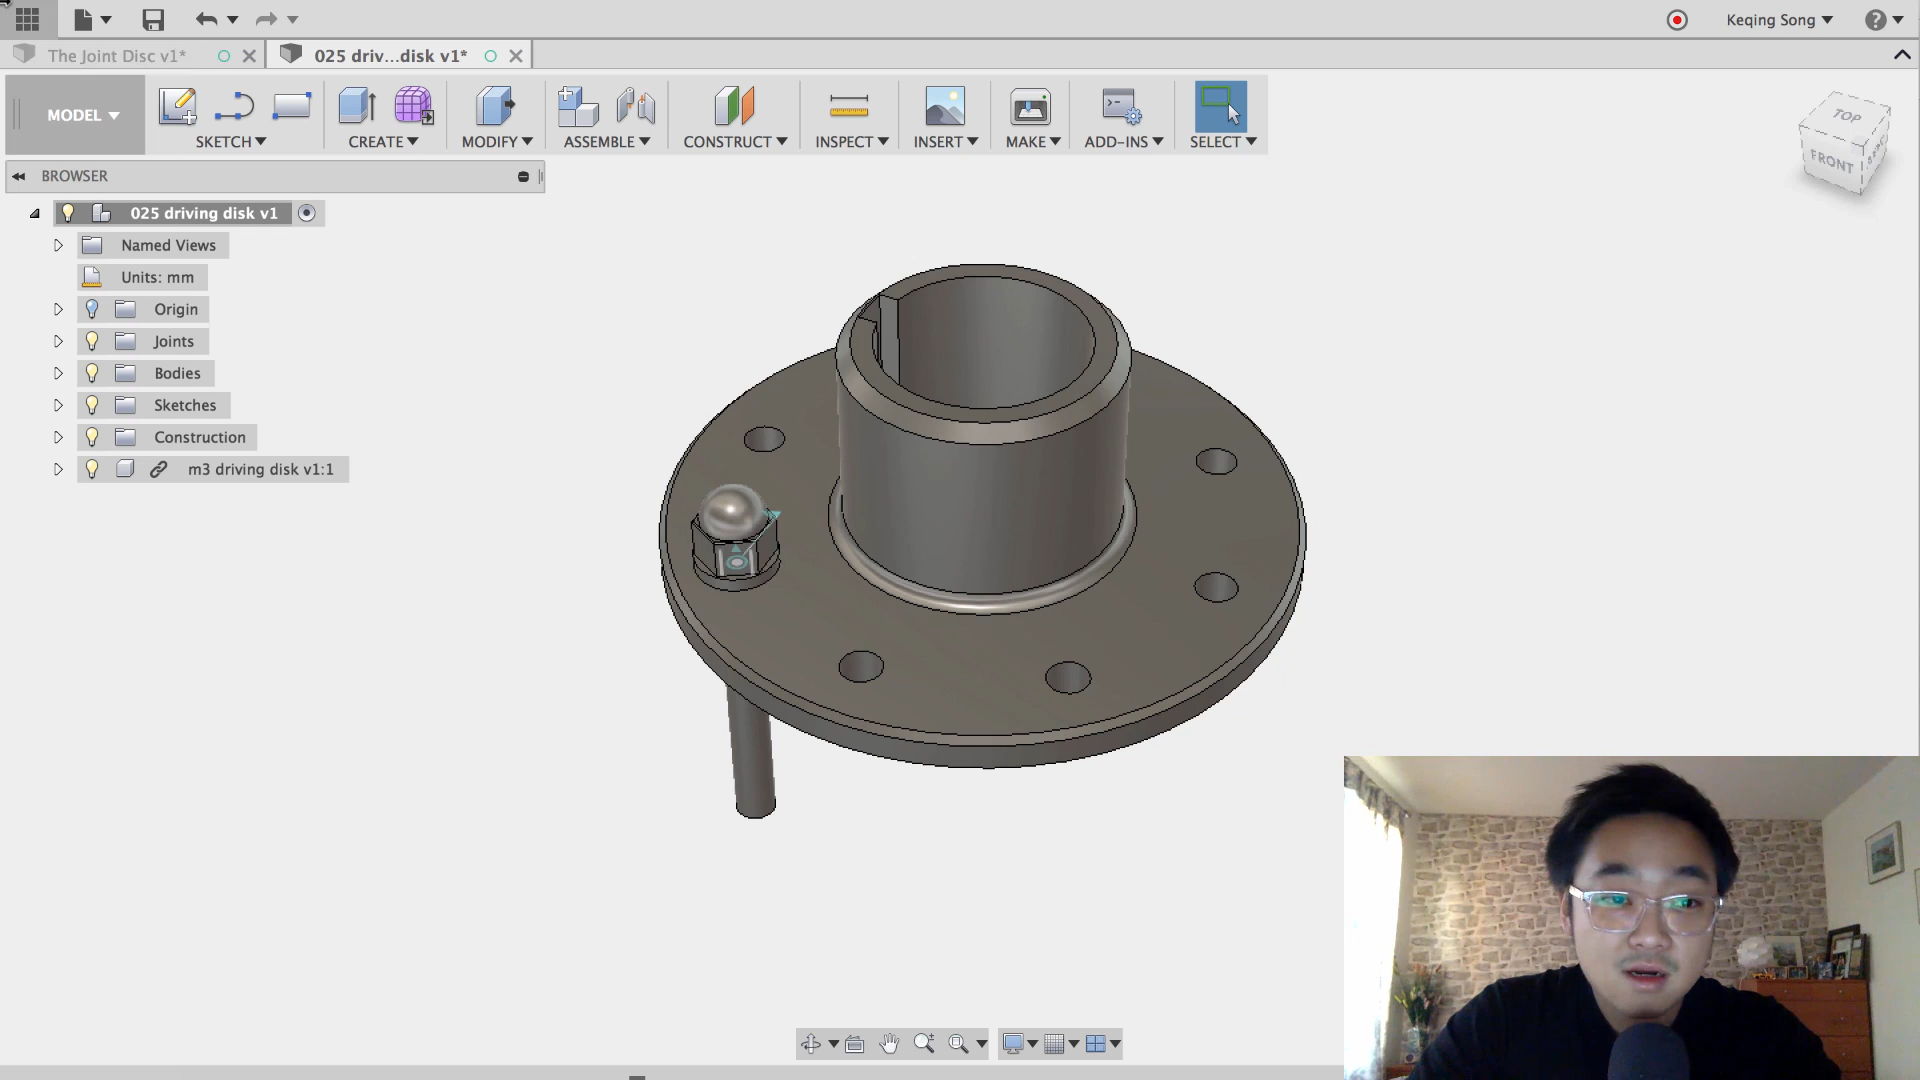 Keqing Song
?
The Joint Disc v1*
025 driv...disk v1*
MODEL
SKETCH
CREATE
MODIFY
ASSEMBLE
CONSTRUCT
INSPECT
INSERT
MAKE
ADD-INS
SELECT
TOP
FRONT
BROWSER
025 driving disk v1
Named Views
Units: mm
Origin
Joints
Bodies
Sketches
Construction
m3 driving disk v1:1